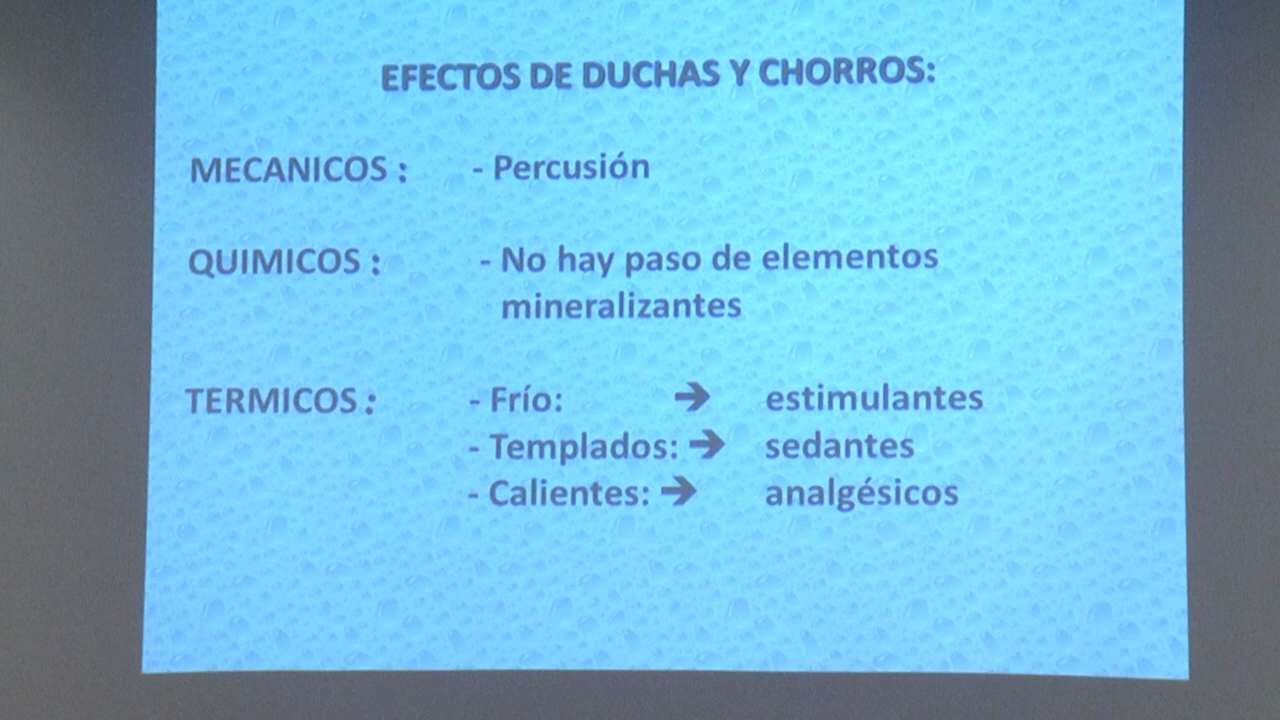 EFECTOS DE DUCHAS Y CHORROS:
MECANICOS : - Percusión
QUIMICOS : - No hay paso de elementos
mineralizantes
TERMICOS : - Frío: ➔ estimulantes
- Templados: ➔ sedantes
- Calientes: ➔ analgésicos